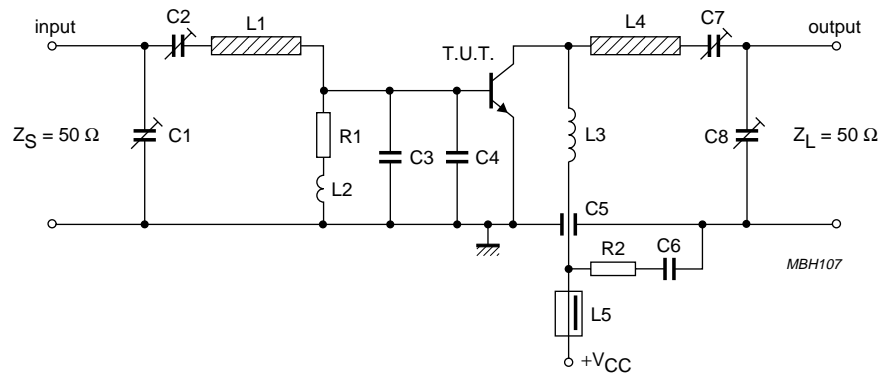 input
C2
L1
T.U.T.
L4
C7
output
ZS = 50 Ω
C1
R1
L2
C3
C4
L3
C8
ZL = 50 Ω
C5
R2
C6
MBH107
L5
+VCC